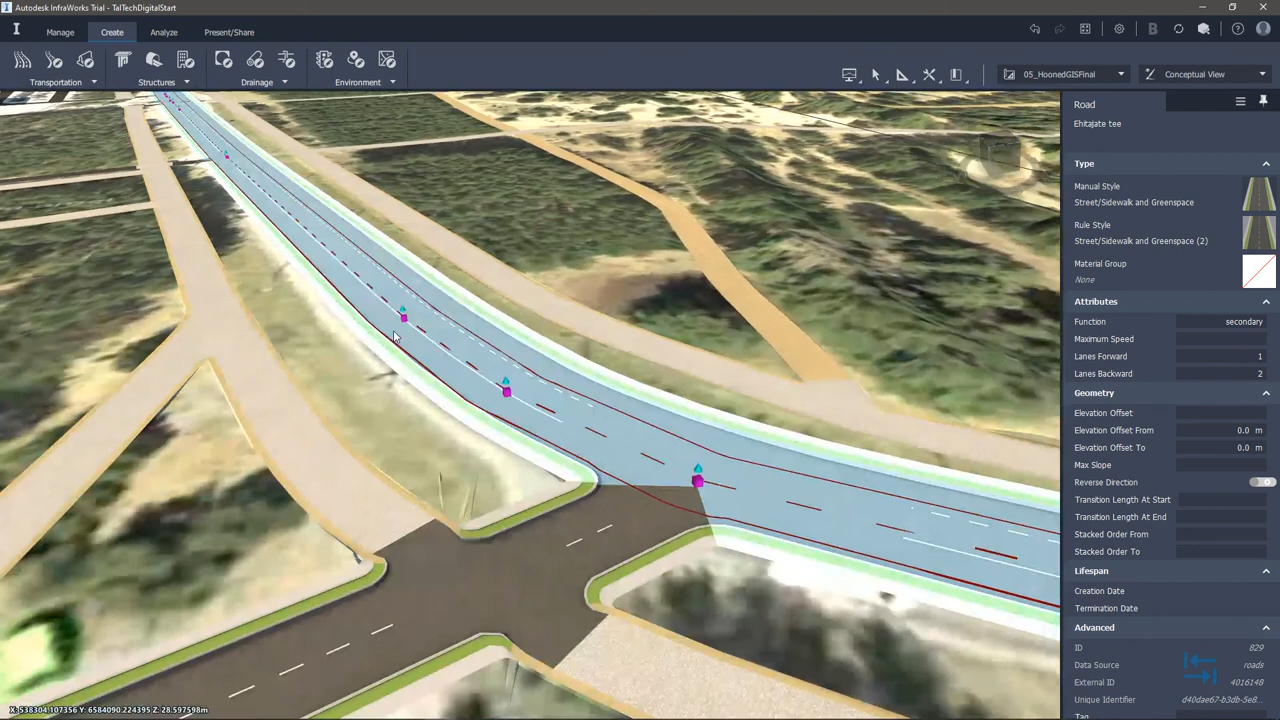 Autodesk InfraWorks Trial - TalTechDigitalStart
Manage Create Analyze Present/Share
Transportation Structures Drainage Environment
05_HoonedGISFinal Conceptual View
Road
Ehitajate tee
Type
Manual Style
Street/Sidewalk and Greenspace
Rule Style
Street/Sidewalk and Greenspace (2)
Material Group
None
Attributes
Function secondary
Maximum Speed
Lanes Forward 1
Lanes Backward 2
Geometry
Elevation Offset
Elevation Offset From 0.0 m
Elevation Offset To 0.0 m
Max Slope
Reverse Direction
Transition Length At Start
Transition Length At End
Stacked Order From
Stacked Order To
Lifespan
Creation Date
Termination Date
Advanced
ID 829
Data Source roads
External ID 4016148
Unique Identifier d40dae67-b3db-5e8...
Tag
X: 538304.107356 Y: 6584090.224395 Z: 28.597598m